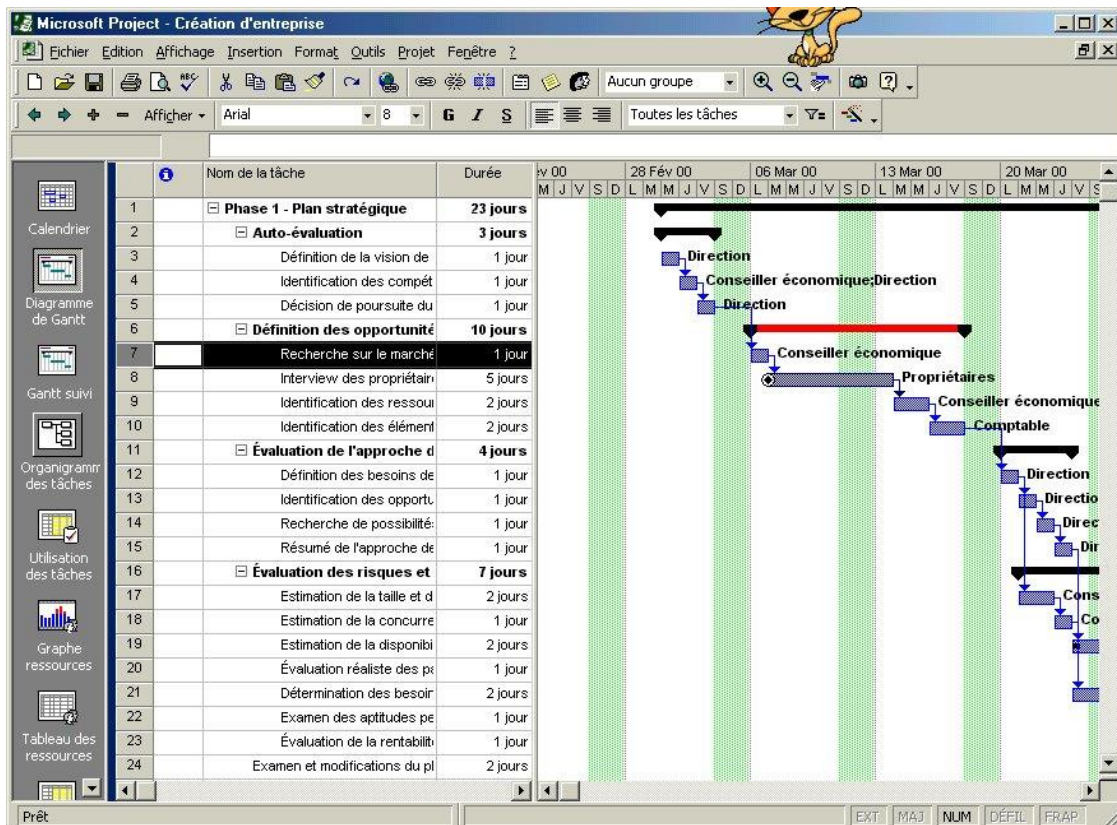 Microsoft Project - Création d'entreprise
Fichier Edition Affichage Insertion Format Outils Projet Fenêtre ?
ABC Aucun groupe
Afficher Arial 8 G I S Toutes les tâches
Nom de la tâche Durée év 00 28 Fév 00 06 Mar 00 13 Mar 00 20 Mar 00
M J V S D L M M J V S D L M M J V S D L M M J V S D L M M J V S
Calendrier
Diagramme
de Gantt
Gantt suivi
Organigramm
des tâches
Utilisation
des tâches
Graphe
ressources
Tableau des
ressources
1 Phase 1 - Plan stratégique 23 jours
2 Auto-évaluation 3 jours
3 Définition de la vision de 1 jour Direction
4 Identification des compét 1 jour Conseiller économique;Direction
5 Décision de poursuite du 1 jour Direction
6 Définition des opportunité 10 jours
7 Recherche sur le marché 1 jour Conseiller économique
8 Interview des propriétair 5 jours Propriétaires
9 Identification des ressour 2 jours Conseiller économique
10 Identification des élément 2 jours Comptable
11 Évaluation de l'approche d 4 jours
12 Définition des besoins de 1 jour Direction
13 Identification des opportu 1 jour Directio
14 Recherche de possibilité 1 jour Direc
15 Résumé de l'approche de 1 jour Dir
16 Évaluation des risques et 7 jours
17 Estimation de la taille et d 2 jours Cons
18 Estimation de la concurre 1 jour Co
19 Estimation de la disponibi 2 jours
20 Évaluation réaliste des pa 1 jour
21 Détermination des besoin 2 jours
22 Examen des aptitudes pe 1 jour
23 Évaluation de la rentabilit 1 jour
24 Examen et modifications du pl 2 jours
Prêt EXT MAJ NUM DÉFIL FRAP